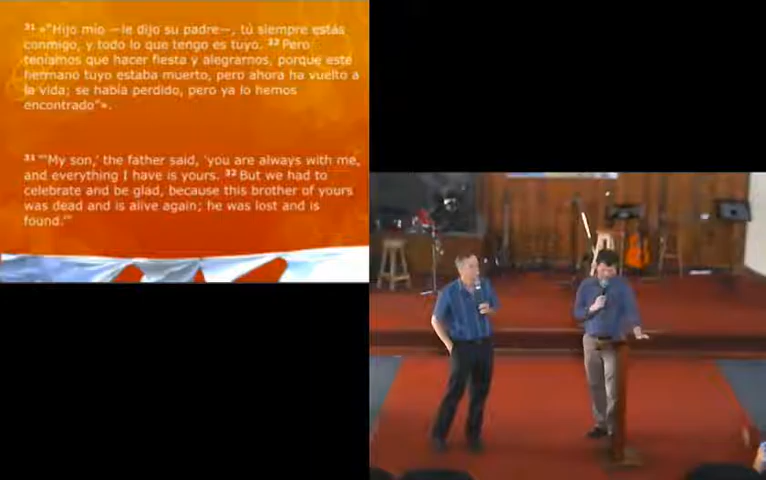 ³¹ »"Hijo mío —le dijo su padre—, tú siempre estás
conmigo, y todo lo que tengo es tuyo. ³² Pero
teníamos que hacer fiesta y alegrarnos, porque este
hermano tuyo estaba muerto, pero ahora ha vuelto a
la vida; se había perdido, pero ya lo hemos
encontrado"».
³¹ "'My son,' the father said, 'you are always with me,
and everything I have is yours. ³² But we had to
celebrate and be glad, because this brother of yours
was dead and is alive again; he was lost and is
found.'"